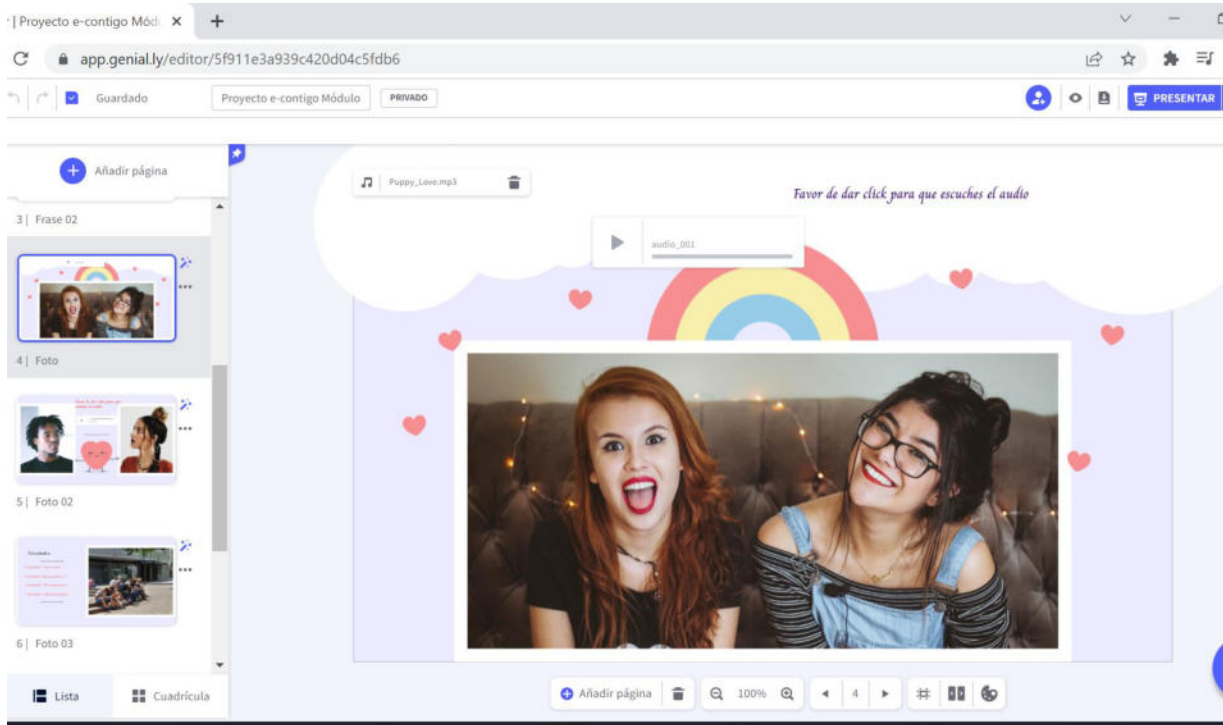 | Proyecto e-contigo Módu
app.genial.ly/editor/5f911e3a939c420d04c5fdb6
Guardado
Proyecto e-contigo Módulo
PRIVADO
PRESENTAR
Añadir página
3 | Frase 02
4 | Foto
5 | Foto 02
6 | Foto 03
Lista
Cuadrícula
Puppy_Love.mp3
Favor de dar click para que escuches el audio
audio_001
Añadir página
100%
4